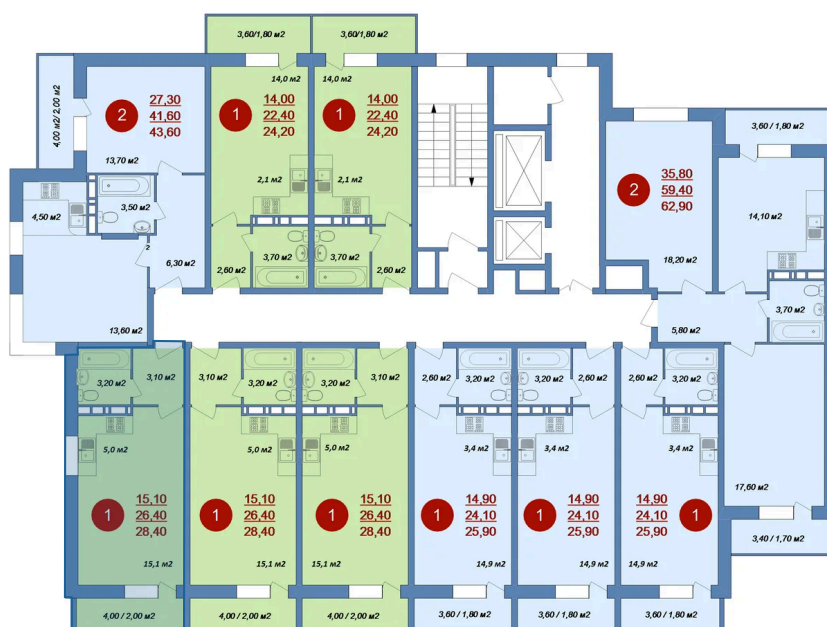 3,60/1,80 м2
3,60/1,80 м2
4,00 м2/ 2,00 м2
2
27,30
41,60
43,60
13,70 м2
14,0 м2
1
14,00
22,40
24,20
2,1 м2
14,0 м2
1
14,00
22,40
24,20
2,1 м2
3,60 / 1,80 м2
2
35,80
59,40
62,90
18,20 м2
14,10 м2
4,50 м2
3,50 м2
2
6,30 м2
13,60 м2
2,60 м2
3,70 м2
3,70 м2
2,60 м2
5,80 м2
3,70 м2
17,60 м2
3,40 / 1,70 м2
3,20 м2
3,10 м2
3,10 м2
3,20 м2
3,20 м2
3,10 м2
2,60 м2
3,20 м2
3,20 м2
2,60 м2
2,60 м2
3,20 м2
5,0 м2
5,0 м2
5,0 м2
3,4 м2
3,4 м2
3,4 м2
1
15,10
26,40
28,40
1
15,10
26,40
28,40
1
15,10
26,40
28,40
1
14,90
24,10
25,90
1
14,90
24,10
25,90
14,90
24,10
25,90
1
15,1 м2
15,1 м2
15,1 м2
14,9 м2
14,9 м2
14,9 м2
4,00 / 2,00 м2
4,00 / 2,00 м2
4,00 / 2,00 м2
3,60 / 1,80 м2
3,60 / 1,80 м2
3,60 / 1,80 м2